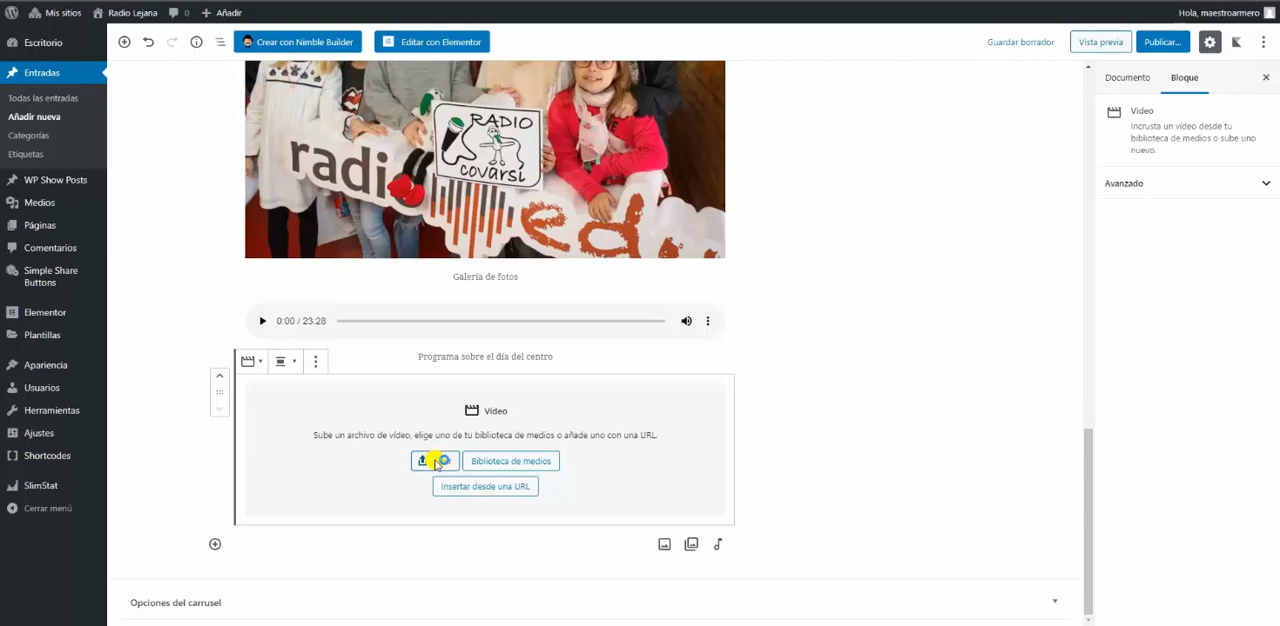 Mis sitios
Radio Lejana
0
Añadir
Hola, maestroarmero
Escritorio
Entradas
Todas las entradas
Añadir nueva
Categorías
Etiquetas
WP Show Posts
Medios
Páginas
Comentarios
Simple Share
Buttons
Elementor
Plantillas
Apariencia
Usuarios
Herramientas
Ajustes
Shortcodes
SlimStat
Cerrar menú
Crear con Nimble Builder
Editar con Elementor
Guardar borrador
Vista previa
Publicar...
RADIO
covarsi
radi
ed
Galería de fotos
0:00 / 23:28
Programa sobre el día del centro
Vídeo
Sube un archivo de vídeo, elige uno de tu biblioteca de medios o añade uno con una URL.
Biblioteca de medios
Insertar desde una URL
Opciones del carrusel
Documento
Bloque
Vídeo
Incrusta un vídeo desde tu
biblioteca de medios o sube uno
nuevo.
Avanzado